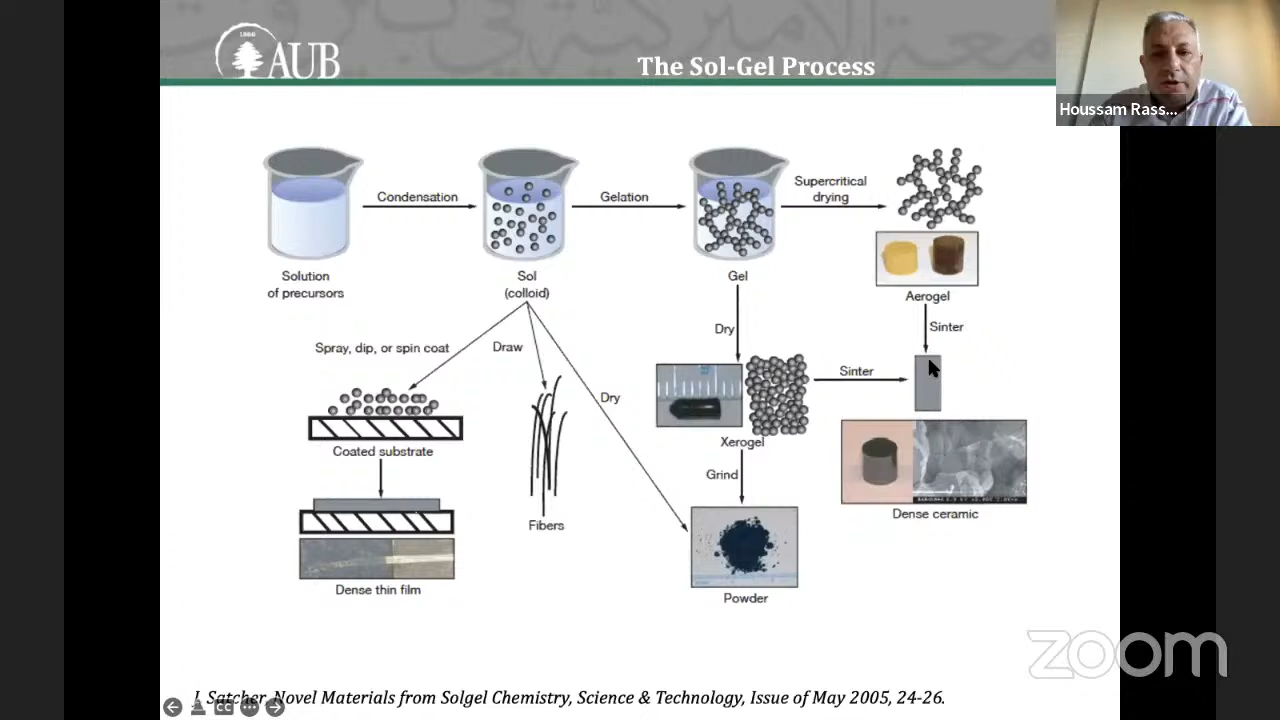 AUB
The Sol-Gel Process
Houssam Rass...
Condensation
Gelation
Supercritical
drying
Solution
of precursors
Sol
(colloid)
Gel
Aerogel
Spray, dip, or spin coat
Draw
Dry
Dry
Sinter
Sinter
Coated substrate
Xerogel
Grind
Fibers
Dense ceramic
Dense thin film
Powder
zoom
J. Satcher, Novel Materials from Solgel Chemistry, Science & Technology, Issue of May 2005, 24-26.
CC